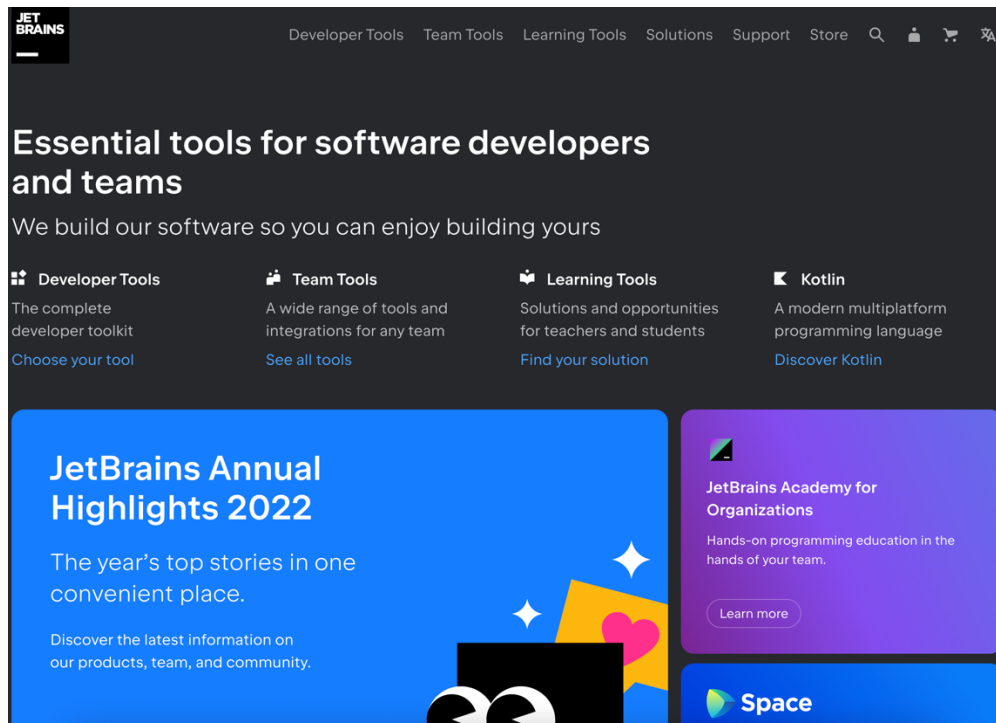 JET
BRAINS
Developer Tools Team Tools Learning Tools Solutions Support Store
Essential tools for software developers
and teams
We build our software so you can enjoy building yours
Developer Tools
The complete
developer toolkit
Choose your tool
Team Tools
A wide range of tools and
integrations for any team
See all tools
Learning Tools
Solutions and opportunities
for teachers and students
Find your solution
Kotlin
A modern multiplatform
programming language
Discover Kotlin
JetBrains Annual
Highlights 2022
The year’s top stories in one
convenient place.
Discover the latest information on
our products, team, and community.
JetBrains Academy for
Organizations
Hands-on programming education in the
hands of your team.
Learn more
Space